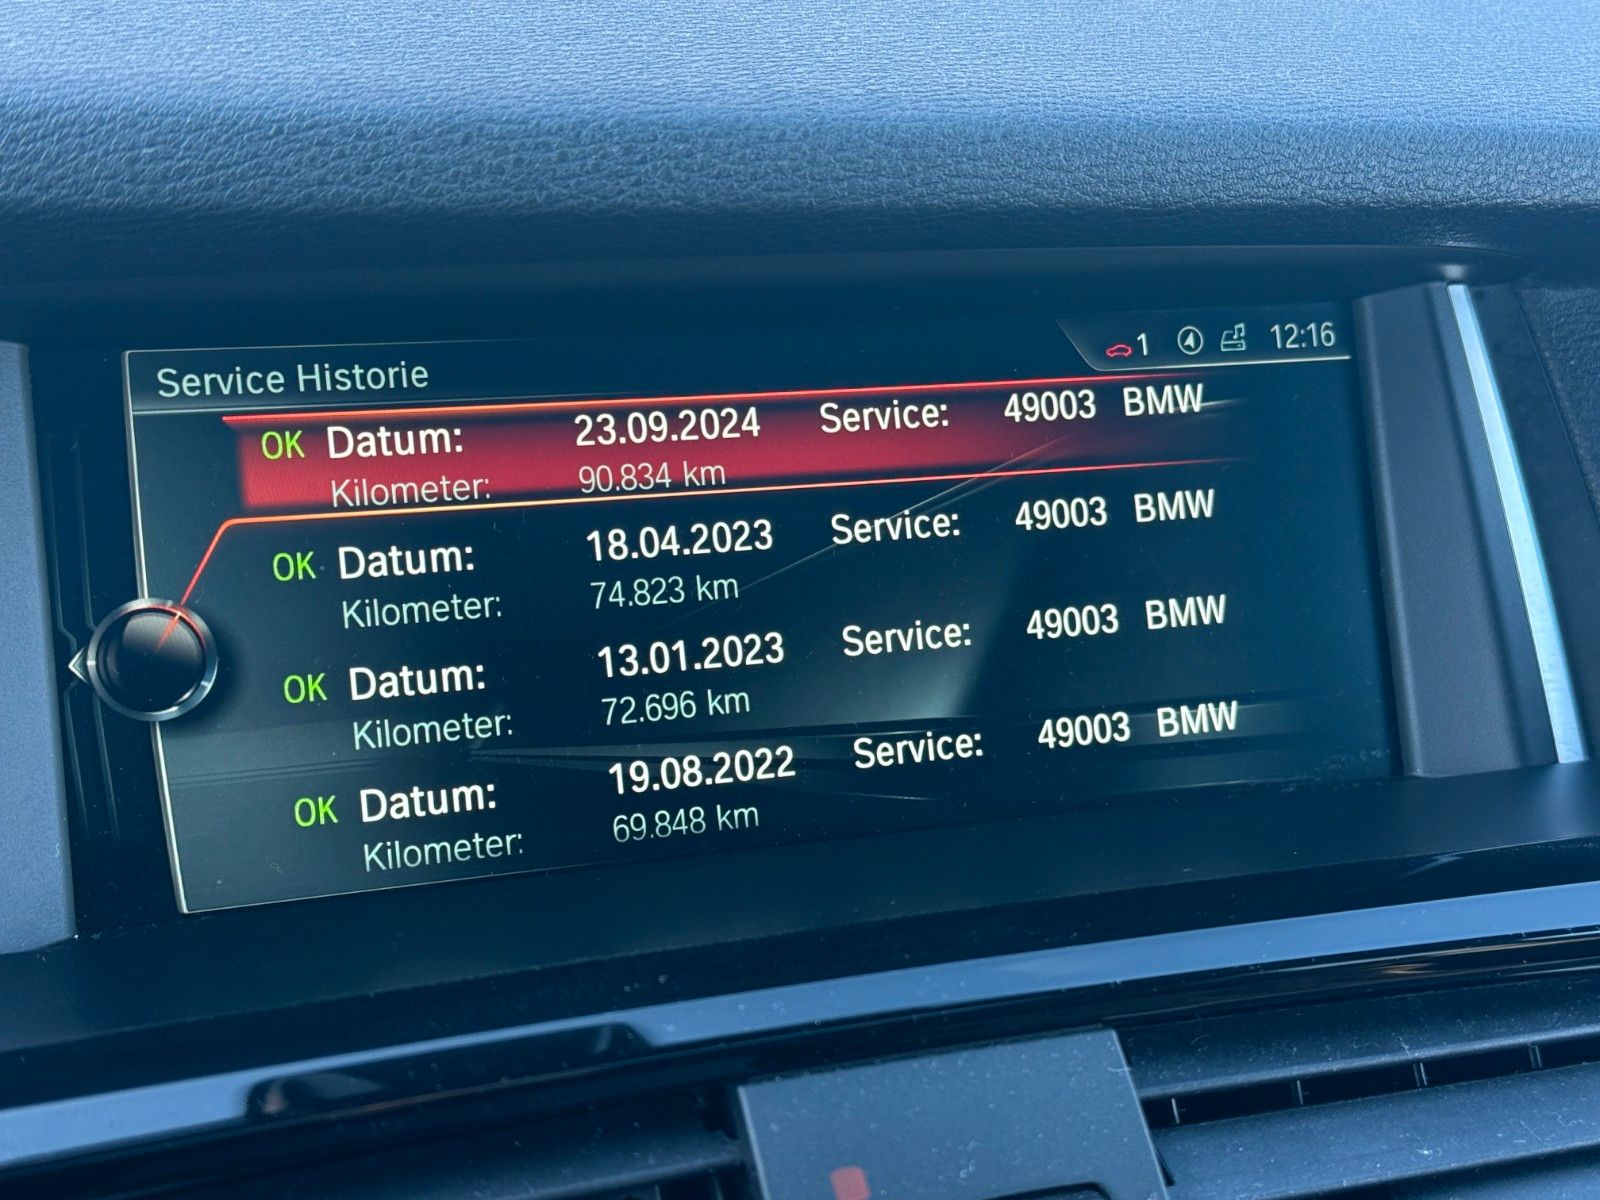 1 12:16
Service Historie
OK Datum: 23.09.2024 Service: 49003 BMW
Kilometer: 90.834 km
OK Datum: 18.04.2023 Service: 49003 BMW
Kilometer: 74.823 km
OK Datum: 13.01.2023 Service: 49003 BMW
Kilometer: 72.696 km
OK Datum: 19.08.2022 Service: 49003 BMW
Kilometer: 69.848 km